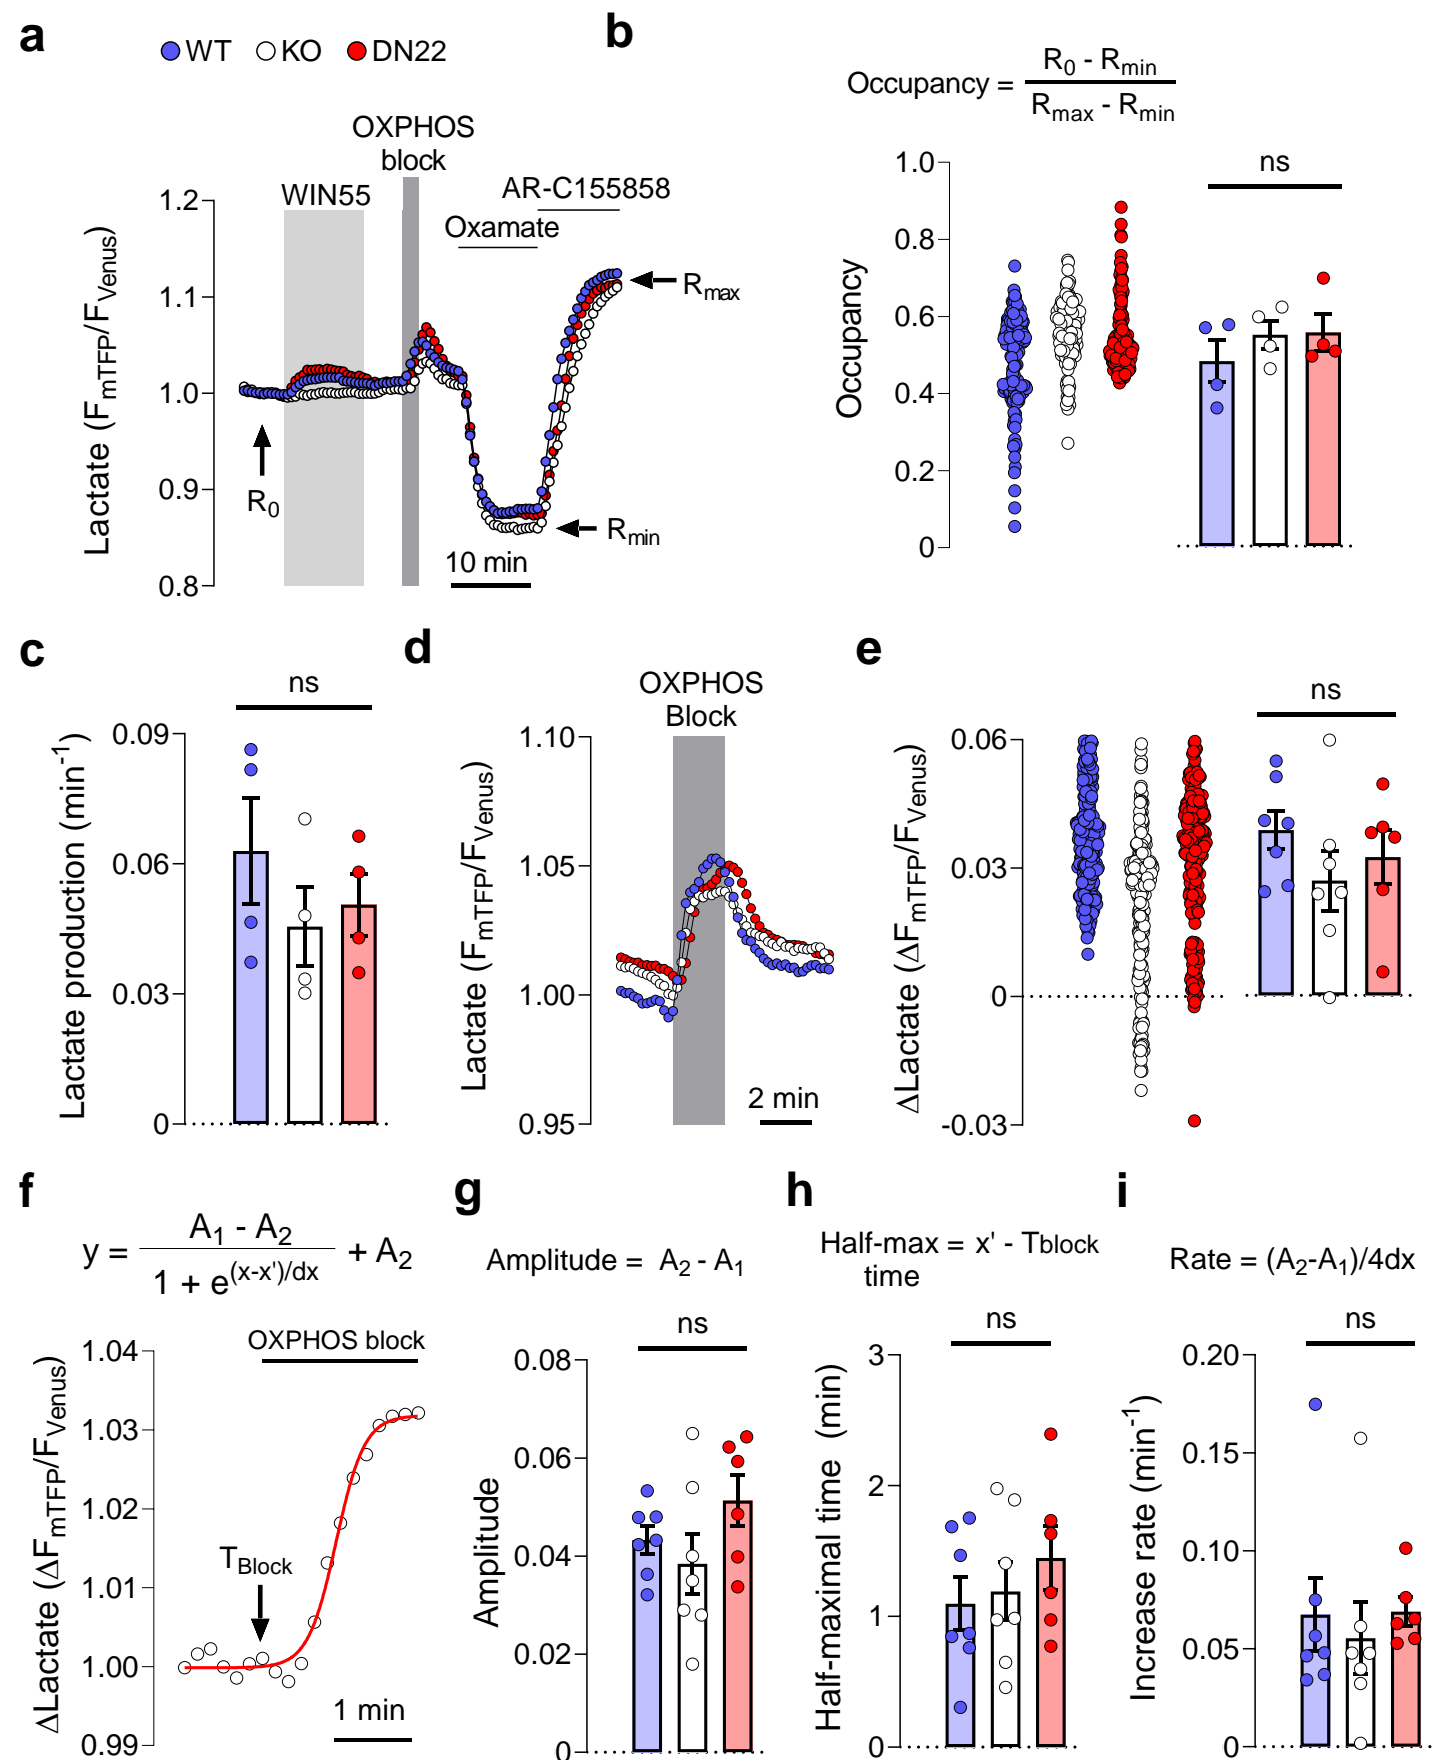 a
WT KO DN22
OXPHOS
block
WIN55
AR-C155858
Oxamate
Lactate (FmTFP/FVenus)
1.2
1.1
1.0
0.9
0.8
R0
Rmax
Rmin
10 min
b
Occupancy = R0 - Rmin
Rmax - Rmin
ns
Occupancy
1.0
0.8
0.6
0.4
0.2
0
c
ns
Lactate production (min-1)
0.09
0.06
0.03
0
d
OXPHOS
Block
Lactate (FmTFP/FVenus)
1.10
1.05
1.00
0.95
2 min
e
ns
ΔLactate (ΔFmTFP/FVenus)
0.06
0.03
0
-0.03
f
y = A1 - A2
1 + e(x-x')/dx + A2
OXPHOS block
ΔLactate (ΔFmTFP/FVenus)
1.04
1.03
1.02
1.01
1.00
0.99
TBlock
1 min
g
Amplitude = A2 - A1
ns
Amplitude
0.08
0.06
0.04
0.02
0
h
Half-max = x' - Tblock
time
ns
Half-maximal time (min)
3
2
1
0
i
Rate = (A2-A1)/4dx
ns
Increase rate (min-1)
0.20
0.15
0.10
0.05
0